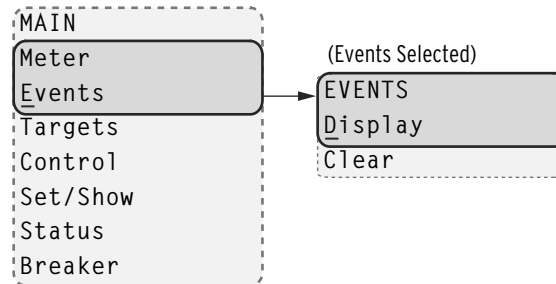 MAIN
Meter
Events
Targets
Control
Set/Show
Status
Breaker
(Events Selected)
EVENTS
Display
Clear